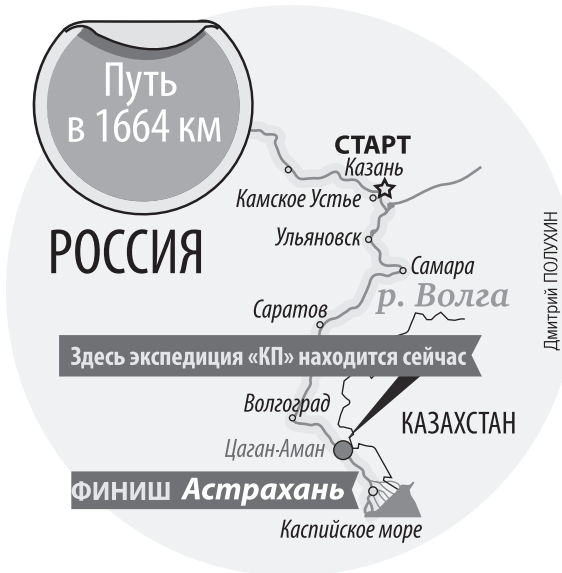 Путь
в 1664 км
СТАРТ
Казань
Камское Устье
РОССИЯ
Ульяновск
Самара
р. Волга
Саратов
Здесь экспедиция «КП» находится сейчас
Волгоград
КАЗАХСТАН
Цаган-Аман
ФИНИШ Астрахань
Каспийское море
Дмитрий ПОЛУХИН